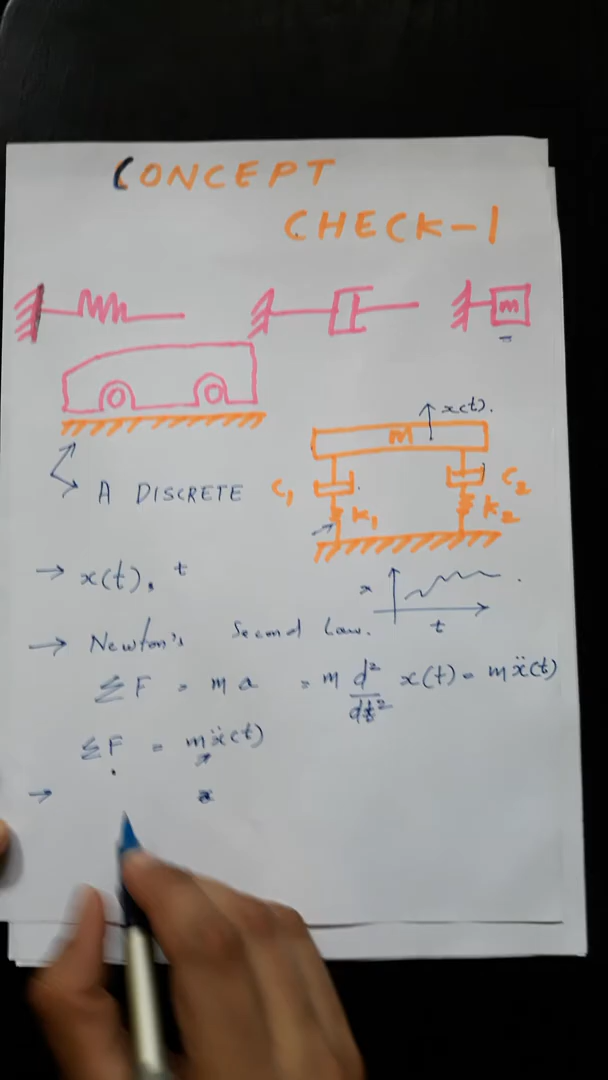 CONCEPT
CHECK-1
m
x(t).
m
A DISCRETE
C₁
K₁
C₂
K₂
→ x(t), t
x
t
→ Newton's Second Law.
ΣF = ma = m d²/dt² x(t) = mẍ(t)
ΣF = mẍ(t)
→